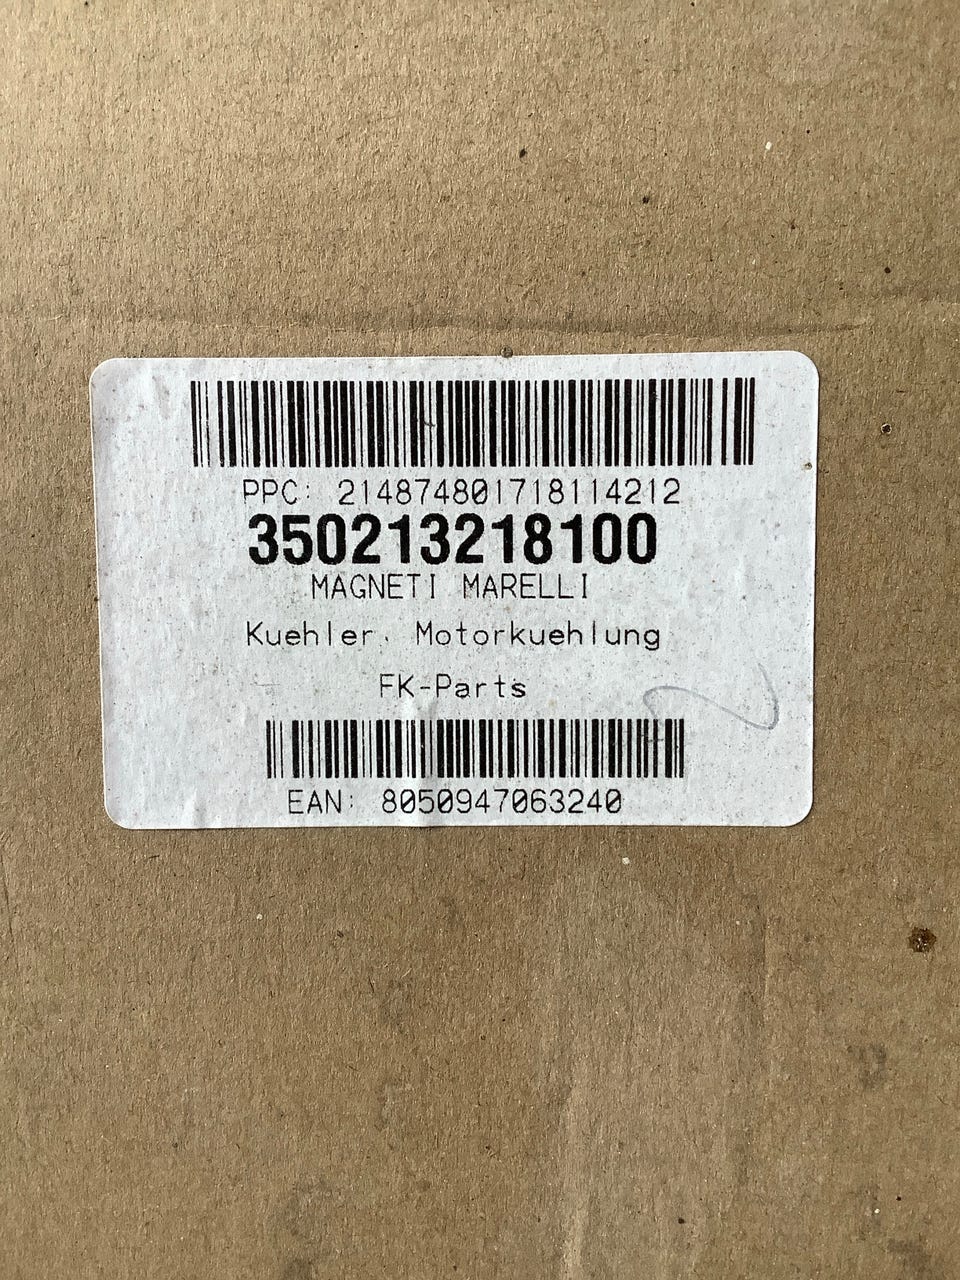 PPC: 214874801718114212
350213218100
MAGNETI MARELLI
Kuehler, Motorkuehlung
FK-Parts
EAN: 8050947063240